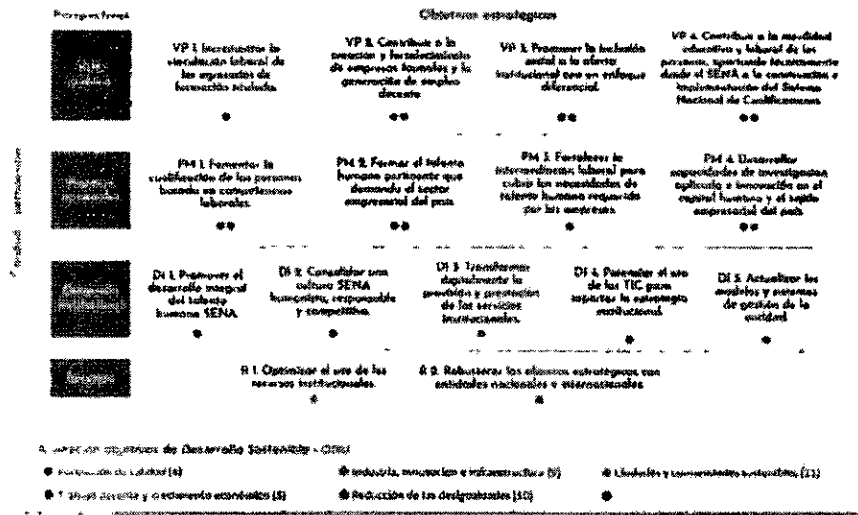 Objetivos estratégicos
VP 1. Incrementar la
vinculación laboral de
los egresados de
formación titulada.
VP 2. Contribuir a la
creación y fortalecimiento
de empresas formales y la
generación de empleo
decente
VP 3. Promover la inclusión
social a la oferta
institucional con un enfoque
diferencial.
VP 4. Contribuir a la movilidad
educativa y laboral de las
personas, aportando técnicamente
desde el SENA a la construcción e
implementación del Sistema
Nacional de Cualificaciones
PM 1. Fomentar la
cualificación de las personas
basada en competencias
laborales.
PM 2. Formar el talento
humano pertinente que
demanda el sector
empresarial del país
PM 3. Fortalecer la
intermediación laboral para
cubrir las necesidades de
talento humano requerido
por las empresas.
PM 4. Desarrollar
capacidades de investigación
aplicada e innovación en el
capital humano y el tejido
empresarial del país
DI 1. Promover el
desarrollo integral
del talento
humano SENA.
DI 2. Consolidar una
cultura SENA
humanista, responsable
y competitiva.
DI 3. Transformar
digitalmente la
provisión y prestación
de los servicios
institucionales.
DI 4. Potenciar el uso
de las TIC para
soportar la estrategia
institucional.
DI 5. Actualizar los
modelos y sistemas
de gestión de la
entidad.
R 1. Optimizar el uso de los
recursos institucionales.
R 2. Robustecer las alianzas estratégicas con
entidades nacionales e internacionales.
objetivos de Desarrollo Sostenible - ODS
de calidad (4)
Industria, innovación e infraestructura (9)
Ciudades y comunidades sostenibles (11)
decente y crecimiento económico (8)
Reducción de las desigualdades (10)